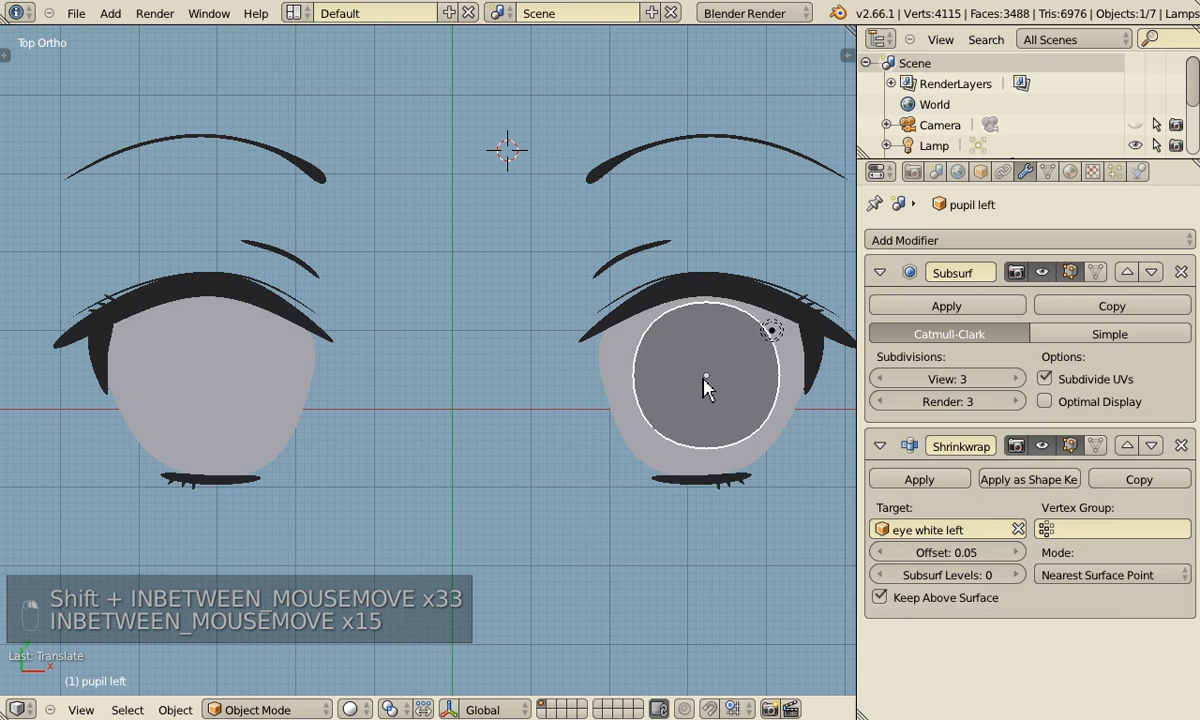 File Add Render Window Help Default Scene Blender Render v2.66.1 | Verts:4115 | Faces:3488 | Tris:6976 | Objects:1/7 | Lamps
Top Ortho
View Search All Scenes
Scene
RenderLayers
World
Camera
Lamp
pupil left
Add Modifier
Subsurf
Apply Copy
Catmull-Clark Simple
Subdivisions: Options:
View: 3 Subdivide UVs
Render: 3 Optimal Display
Shrinkwrap
Apply Apply as Shape Ke Copy
Target: Vertex Group:
eye white left
Offset: 0.05 Mode:
Subsurf Levels: 0 Nearest Surface Point
Keep Above Surface
Shift + INBETWEEN_MOUSEMOVE x33
INBETWEEN_MOUSEMOVE x15
Last: Translate
y
x
(1) pupil left
View Select Object Object Mode Global